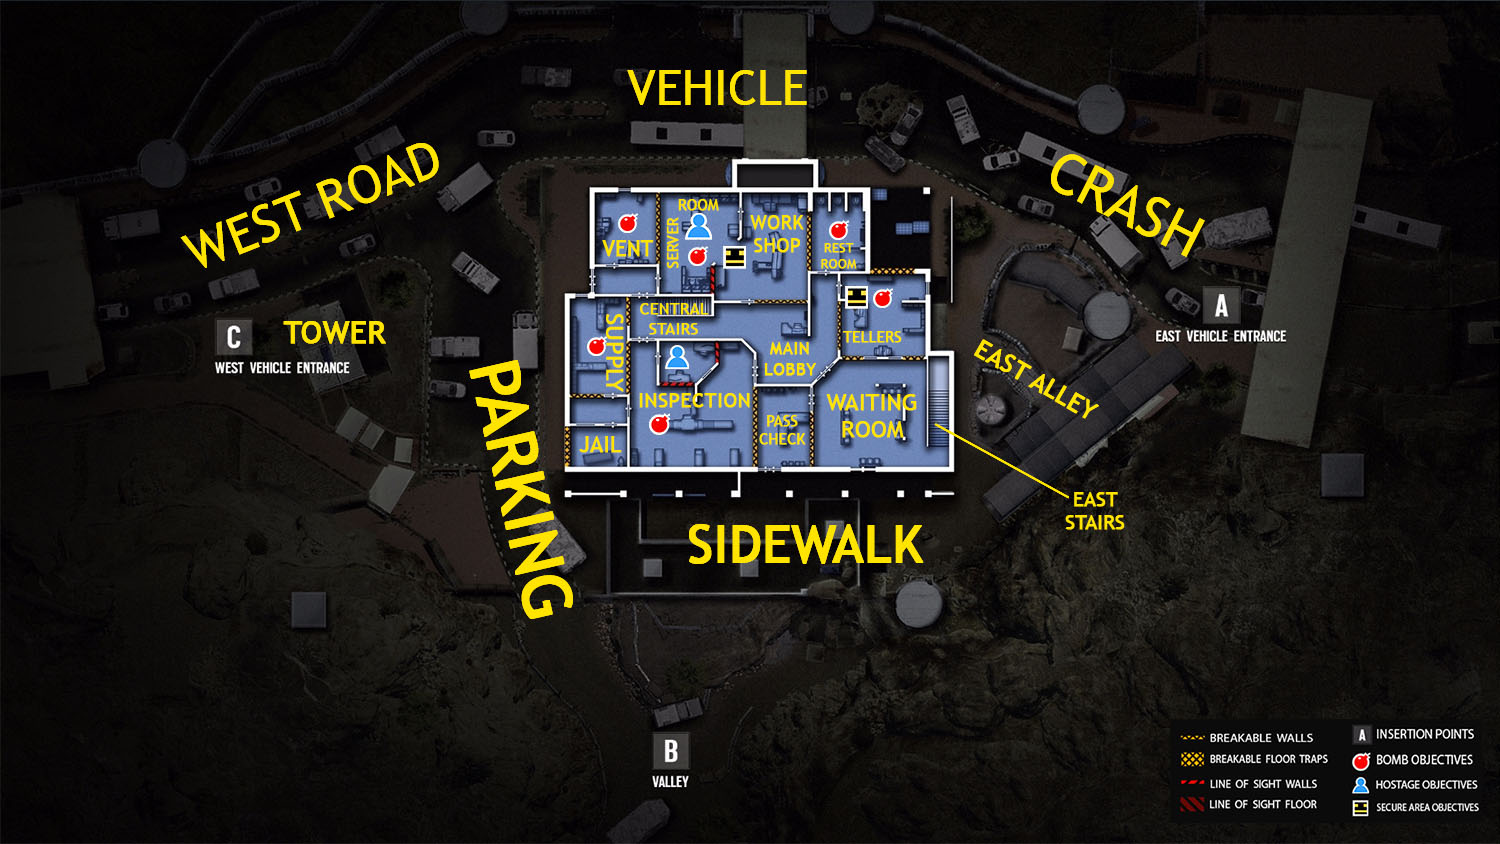 VEHICLE
WEST ROAD
CRASH
ROOM
SERVER
WORK
SHOP
VENT
REST
ROOM
A
EAST VEHICLE ENTRANCE
C
TOWER
WEST VEHICLE ENTRANCE
CENTRAL
STAIRS
SUPPLY
MAIN
LOBBY
TELLERS
EAST ALLEY
PARKING
INSPECTION
WAITING
ROOM
PASS
CHECK
JAIL
EAST
STAIRS
SIDEWALK
B
VALLEY
BREAKABLE WALLS
BREAKABLE FLOOR TRAPS
LINE OF SIGHT WALLS
LINE OF SIGHT FLOOR
A INSERTION POINTS
BOMB OBJECTIVES
HOSTAGE OBJECTIVES
SECURE AREA OBJECTIVES